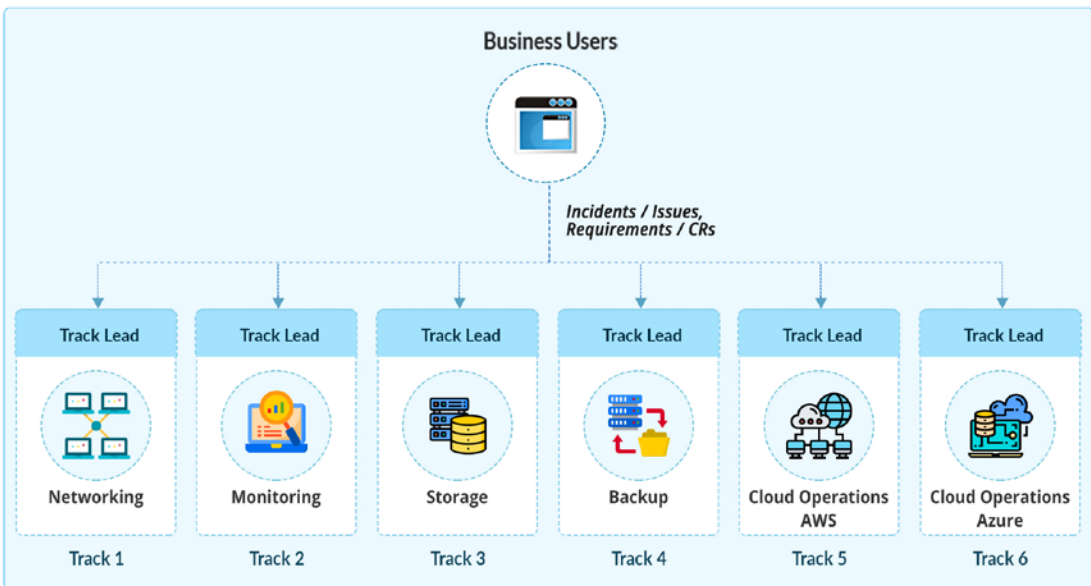 Business Users
Incidents / Issues,
Requirements / CRs
Track Lead
Track Lead
Track Lead
Track Lead
Track Lead
Track Lead
Networking
Monitoring
Storage
Backup
Cloud Operations
AWS
Cloud Operations
Azure
Track 1
Track 2
Track 3
Track 4
Track 5
Track 6